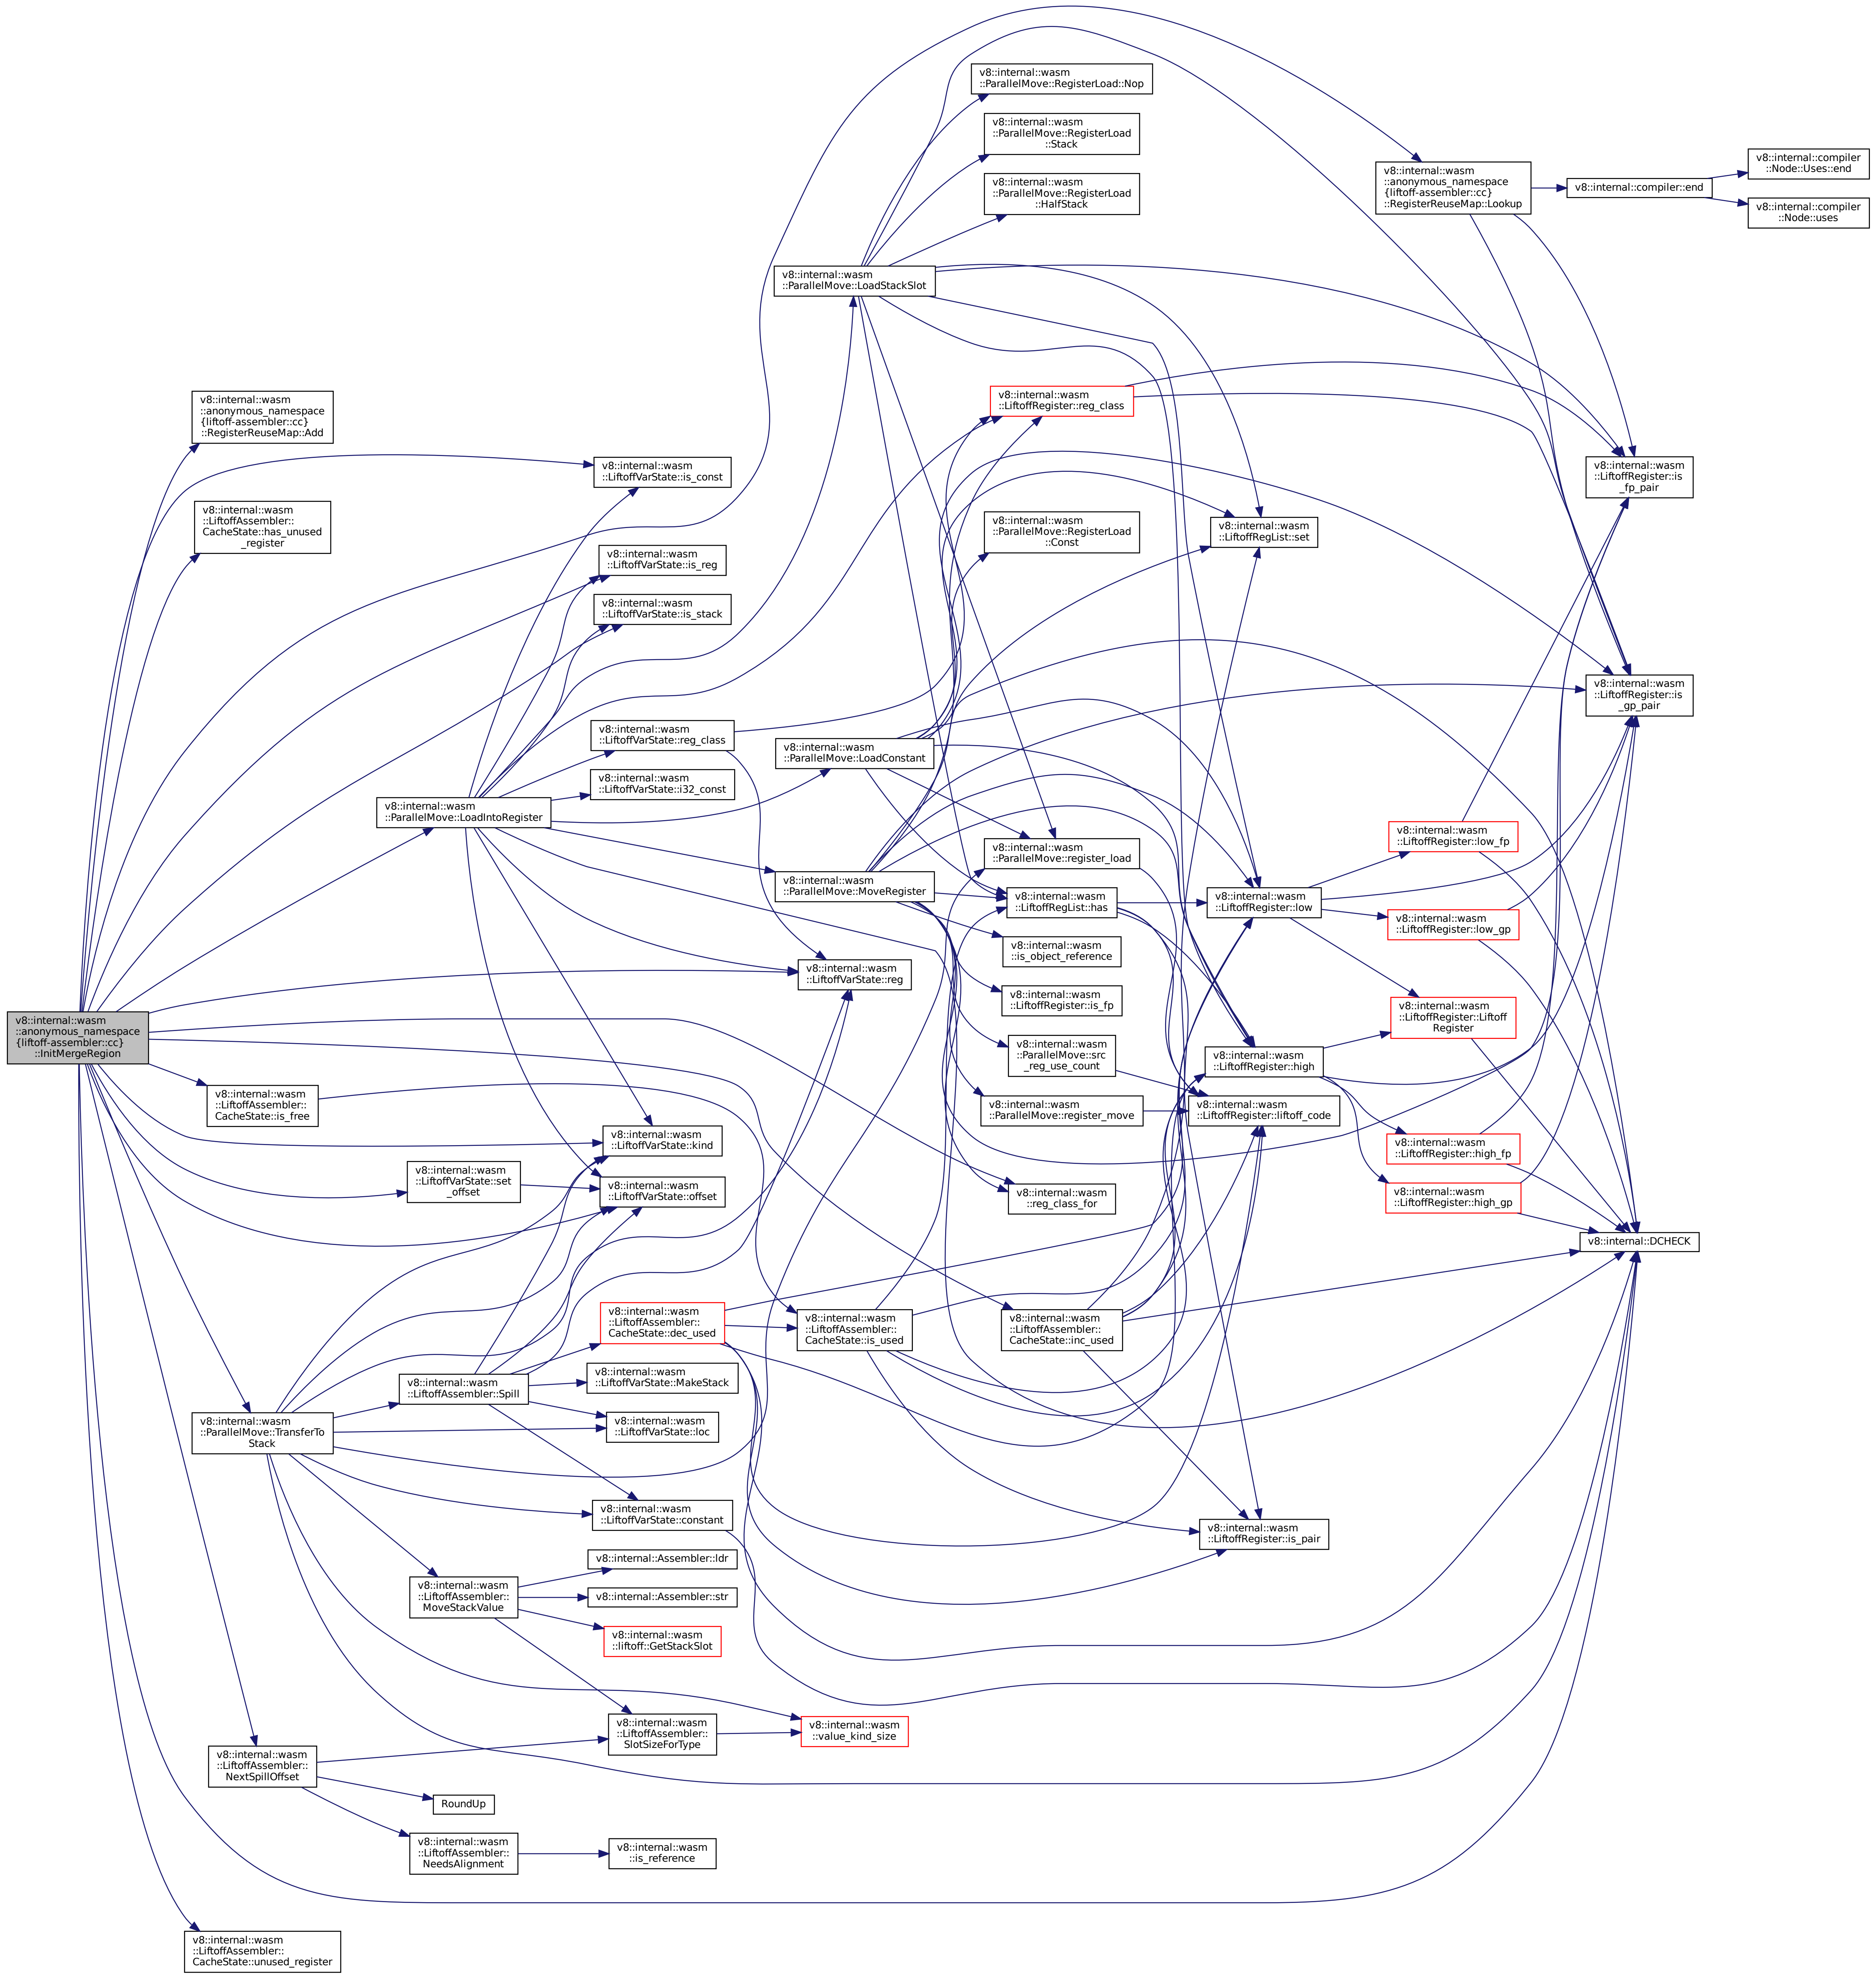 v8::internal::wasm
::anonymous_namespace
{liftoff-assembler::cc}
::InitMergeRegion
v8::internal::wasm
::anonymous_namespace
{liftoff-assembler::cc}
::RegisterReuseMap::Add
v8::internal::wasm
::LiftoffAssembler::
CacheState::has_unused
_register
v8::internal::wasm
::LiftoffAssembler::
CacheState::is_free
v8::internal::wasm
::ParallelMove::TransferTo
Stack
v8::internal::wasm
::LiftoffAssembler::
NextSpillOffset
v8::internal::wasm
::LiftoffAssembler::
CacheState::unused_register
v8::internal::wasm
::ParallelMove::LoadIntoRegister
v8::internal::wasm
::LiftoffVarState::set
_offset
v8::internal::wasm
::LiftoffAssembler::Spill
v8::internal::wasm
::LiftoffAssembler::
MoveStackValue
RoundUp
v8::internal::wasm
::LiftoffAssembler::
NeedsAlignment
v8::internal::wasm
::LiftoffVarState::is_const
v8::internal::wasm
::LiftoffVarState::is_reg
v8::internal::wasm
::LiftoffVarState::is_stack
v8::internal::wasm
::LiftoffVarState::reg_class
v8::internal::wasm
::LiftoffVarState::i32_const
v8::internal::wasm
::LiftoffVarState::kind
v8::internal::wasm
::LiftoffVarState::offset
v8::internal::wasm
::LiftoffAssembler::
CacheState::dec_used
v8::internal::wasm
::LiftoffVarState::MakeStack
v8::internal::wasm
::LiftoffVarState::loc
v8::internal::wasm
::LiftoffVarState::constant
v8::internal::Assembler::ldr
v8::internal::Assembler::str
v8::internal::wasm
::liftoff::GetStackSlot
v8::internal::wasm
::LiftoffAssembler::
SlotSizeForType
v8::internal::wasm
::is_reference
v8::internal::wasm
::ParallelMove::LoadStackSlot
v8::internal::wasm
::ParallelMove::LoadConstant
v8::internal::wasm
::ParallelMove::MoveRegister
v8::internal::wasm
::LiftoffVarState::reg
v8::internal::wasm
::LiftoffAssembler::
CacheState::is_used
v8::internal::wasm
::value_kind_size
v8::internal::wasm
::ParallelMove::RegisterLoad::Nop
v8::internal::wasm
::ParallelMove::RegisterLoad
::Stack
v8::internal::wasm
::ParallelMove::RegisterLoad
::HalfStack
v8::internal::wasm
::LiftoffRegister::reg_class
v8::internal::wasm
::ParallelMove::RegisterLoad
::Const
v8::internal::wasm
::ParallelMove::register_load
v8::internal::wasm
::LiftoffRegList::has
v8::internal::wasm
::is_object_reference
v8::internal::wasm
::LiftoffRegister::is_fp
v8::internal::wasm
::ParallelMove::src
_reg_use_count
v8::internal::wasm
::ParallelMove::register_move
v8::internal::wasm
::reg_class_for
v8::internal::wasm
::LiftoffAssembler::
CacheState::inc_used
v8::internal::wasm
::LiftoffRegList::set
v8::internal::wasm
::LiftoffRegister::low
v8::internal::wasm
::LiftoffRegister::high
v8::internal::wasm
::LiftoffRegister::liftoff_code
v8::internal::wasm
::LiftoffRegister::is_pair
v8::internal::wasm
::anonymous_namespace
{liftoff-assembler::cc}
::RegisterReuseMap::Lookup
v8::internal::wasm
::LiftoffRegister::low_fp
v8::internal::wasm
::LiftoffRegister::low_gp
v8::internal::wasm
::LiftoffRegister::Liftoff
Register
v8::internal::wasm
::LiftoffRegister::high_fp
v8::internal::wasm
::LiftoffRegister::high_gp
v8::internal::compiler::end
v8::internal::wasm
::LiftoffRegister::is
_fp_pair
v8::internal::wasm
::LiftoffRegister::is
_gp_pair
v8::internal::DCHECK
v8::internal::compiler
::Node::Uses::end
v8::internal::compiler
::Node::uses